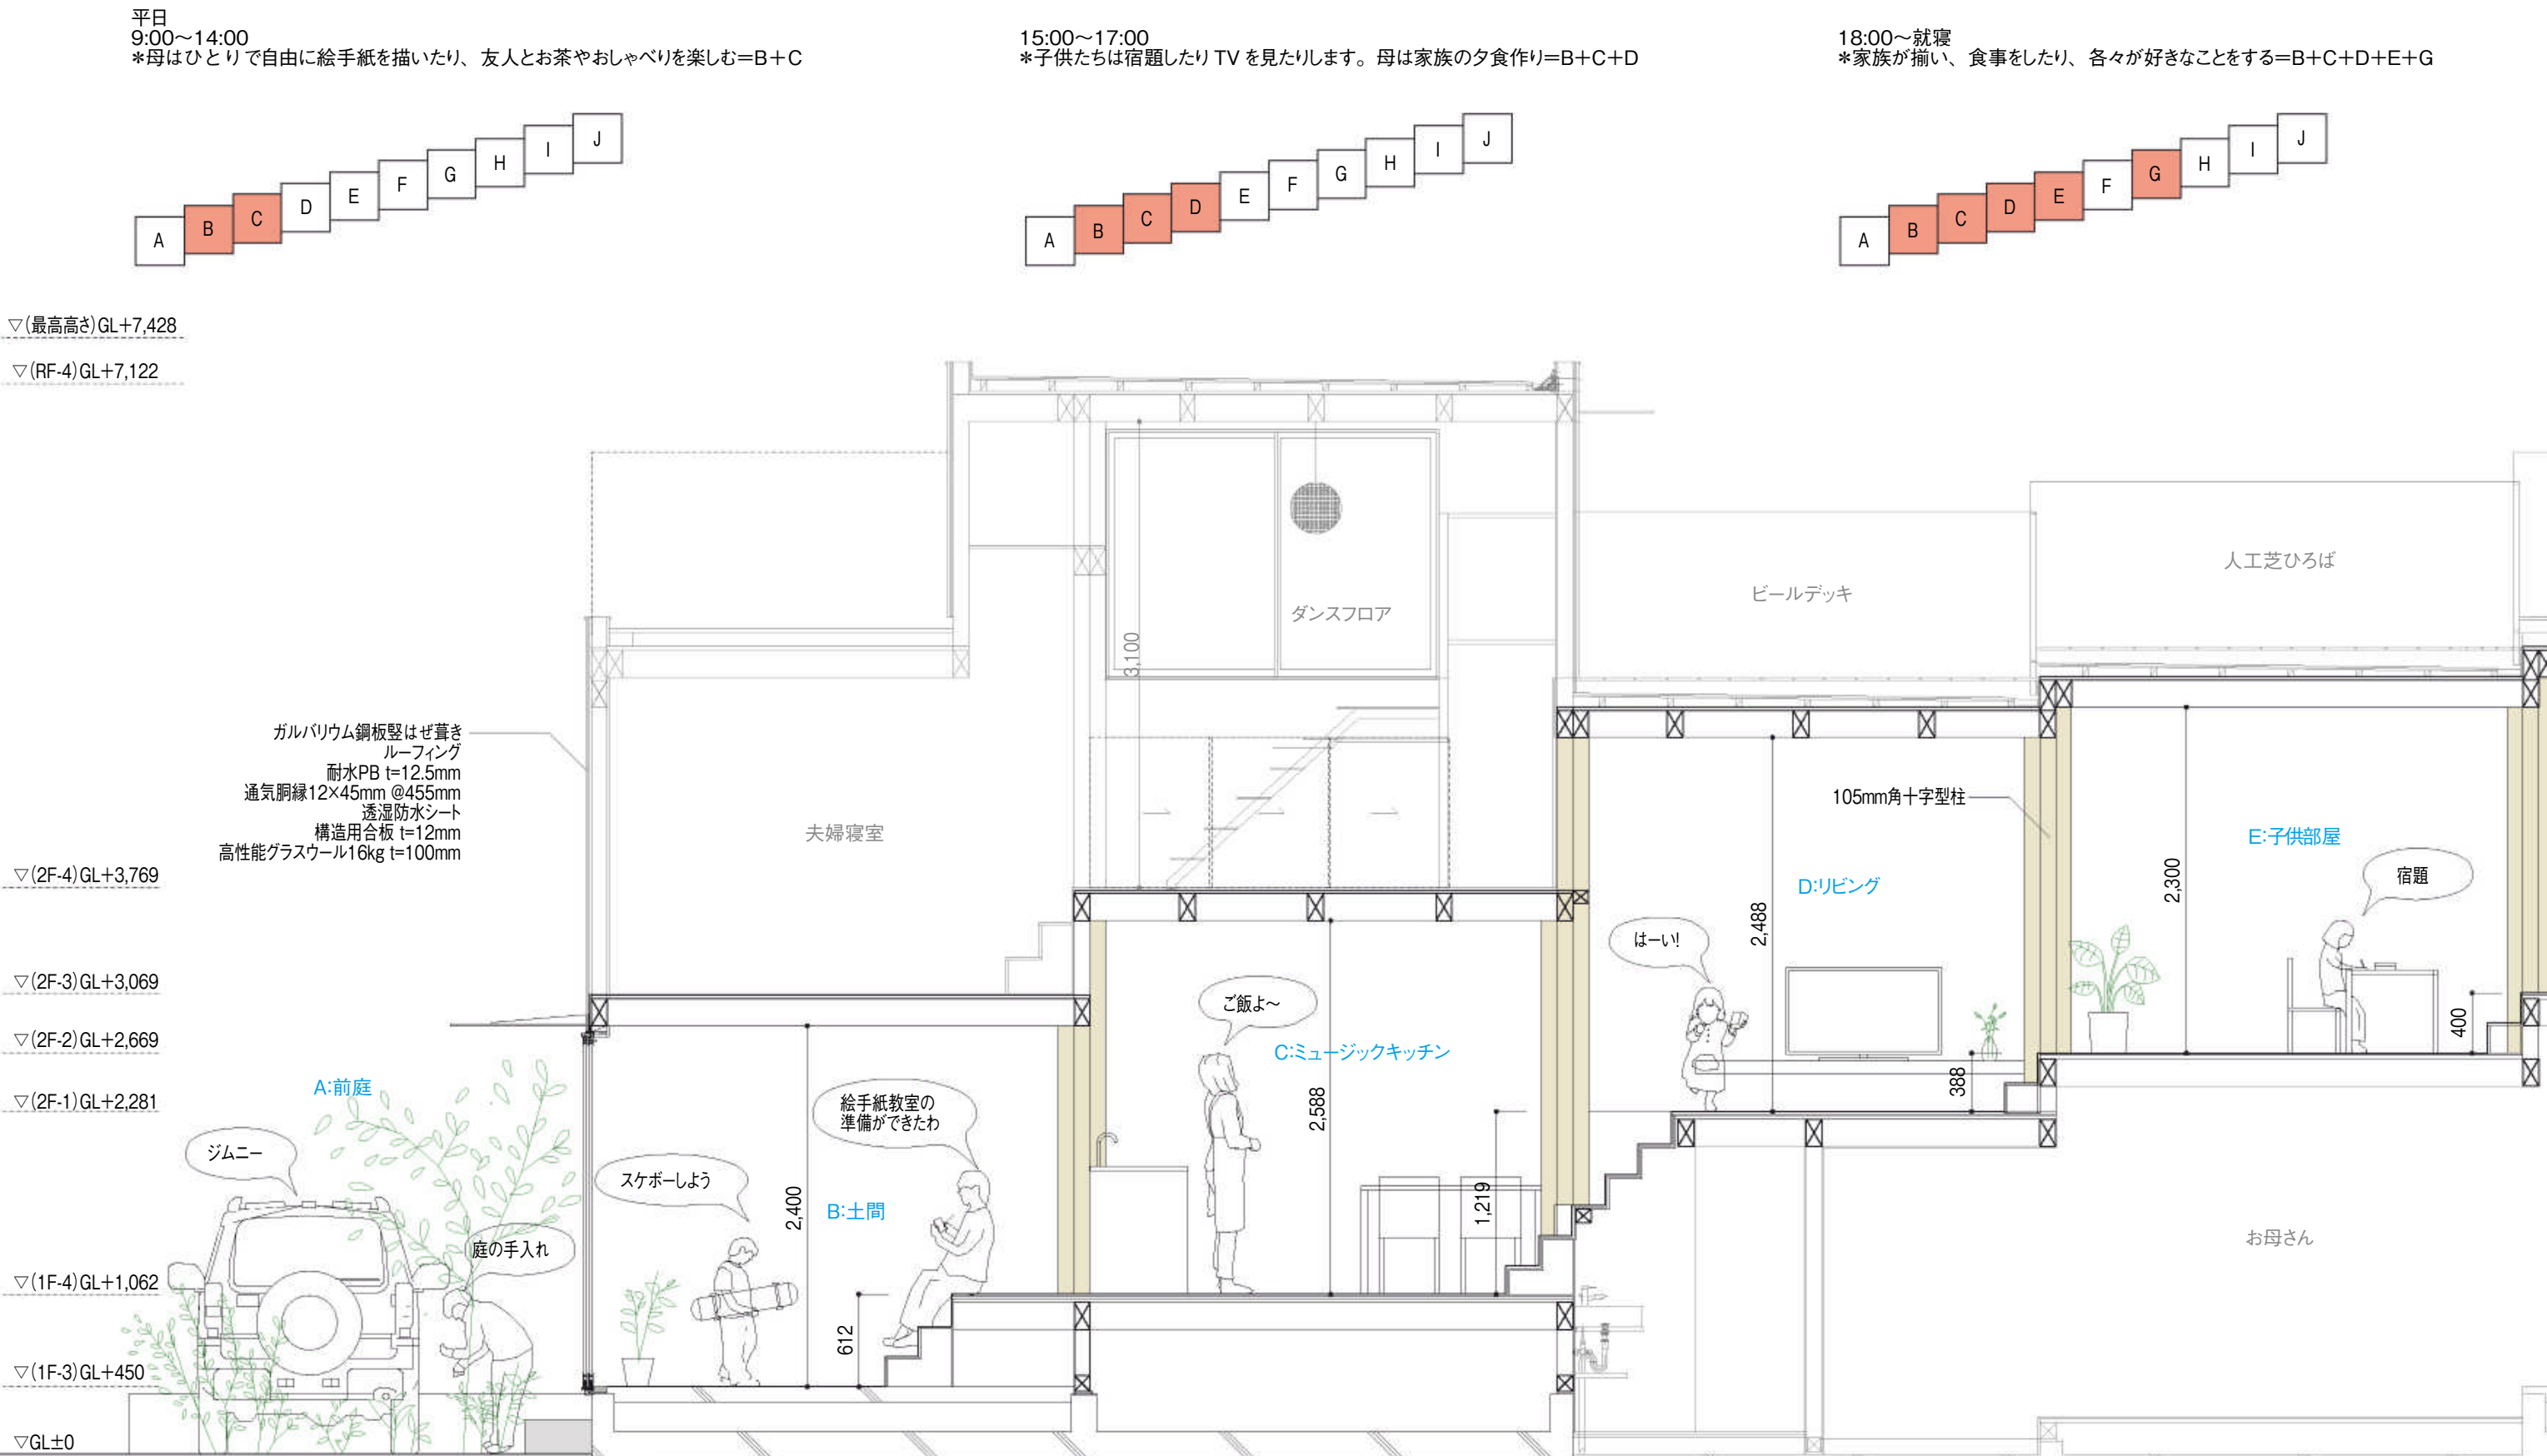 平日
9:00～14:00
*母はひとりで自由に絵手紙を描いたり、友人とお茶やおしゃべりを楽しむ=B+C
15:00～17:00
*子供たちは宿題したり TV を見たりします。母は家族の夕食作り=B+C+D
18:00～就寝
*家族が揃い、食事をしたり、各々が好きなことをする=B+C+D+E+G
A B C D E F G H I J
A B C D E F G H I J
A B C D E F G H I J
▽(最高高さ)GL+7,428
▽(RF-4)GL+7,122
▽(2F-4)GL+3,769
▽(2F-3)GL+3,069
▽(2F-2)GL+2,669
▽(2F-1)GL+2,281
▽(1F-4)GL+1,062
▽(1F-3)GL+450
▽GL±0
ガルバリウム鋼板竪はぜ葺き
ルーフィング
耐水PB t=12.5mm
通気胴縁12×45mm @455mm
透湿防水シート
構造用合板 t=12mm
高性能グラスウール16kg t=100mm
A:前庭
ジムニー
庭の手入れ
夫婦寝室
スケボーしよう
2,400
B:土間
絵手紙教室の
準備ができたわ
612
3,100
ダンスフロア
ご飯よ～
C:ミュージックキッチン
2,588
1,219
ビールデッキ
はーい!
2,488
D:リビング
105mm角十字型柱
388
人工芝ひろば
2,300
E:子供部屋
宿題
400
お母さん